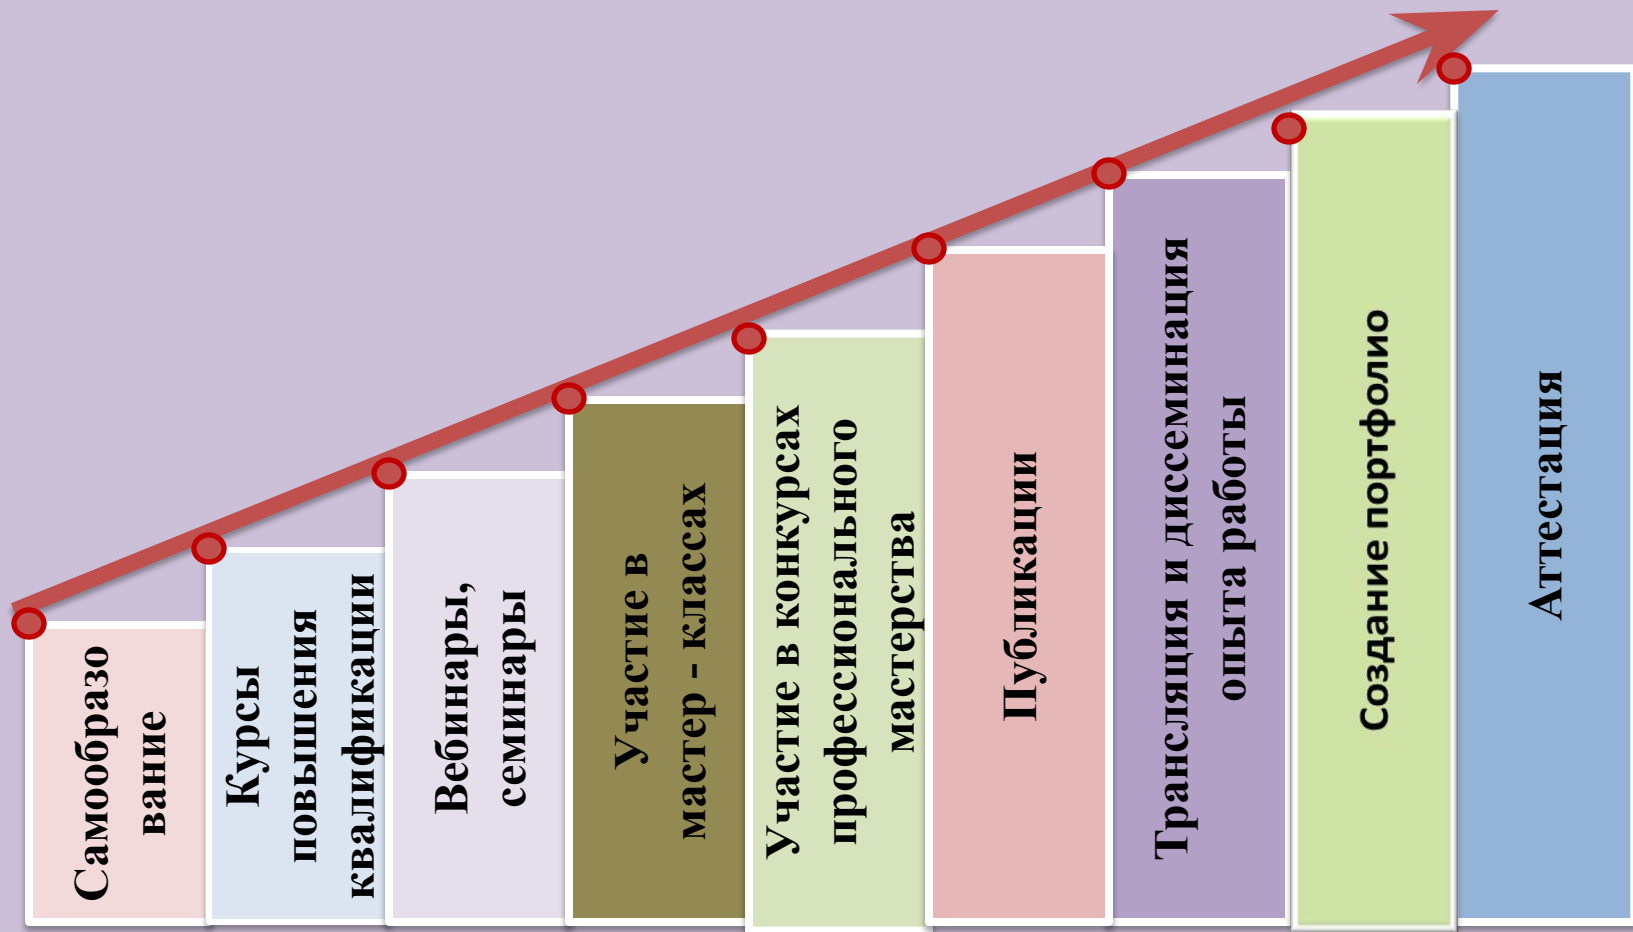 Самообразо
вание
Курсы
повышения
квалификации
Вебинары,
семинары
Участие в
мастер - классах
Участие в конкурсах
профессионального
мастерства
Публикации
Трансляция и диссеминация
опыта работы
Создание портфолио
Аттестация